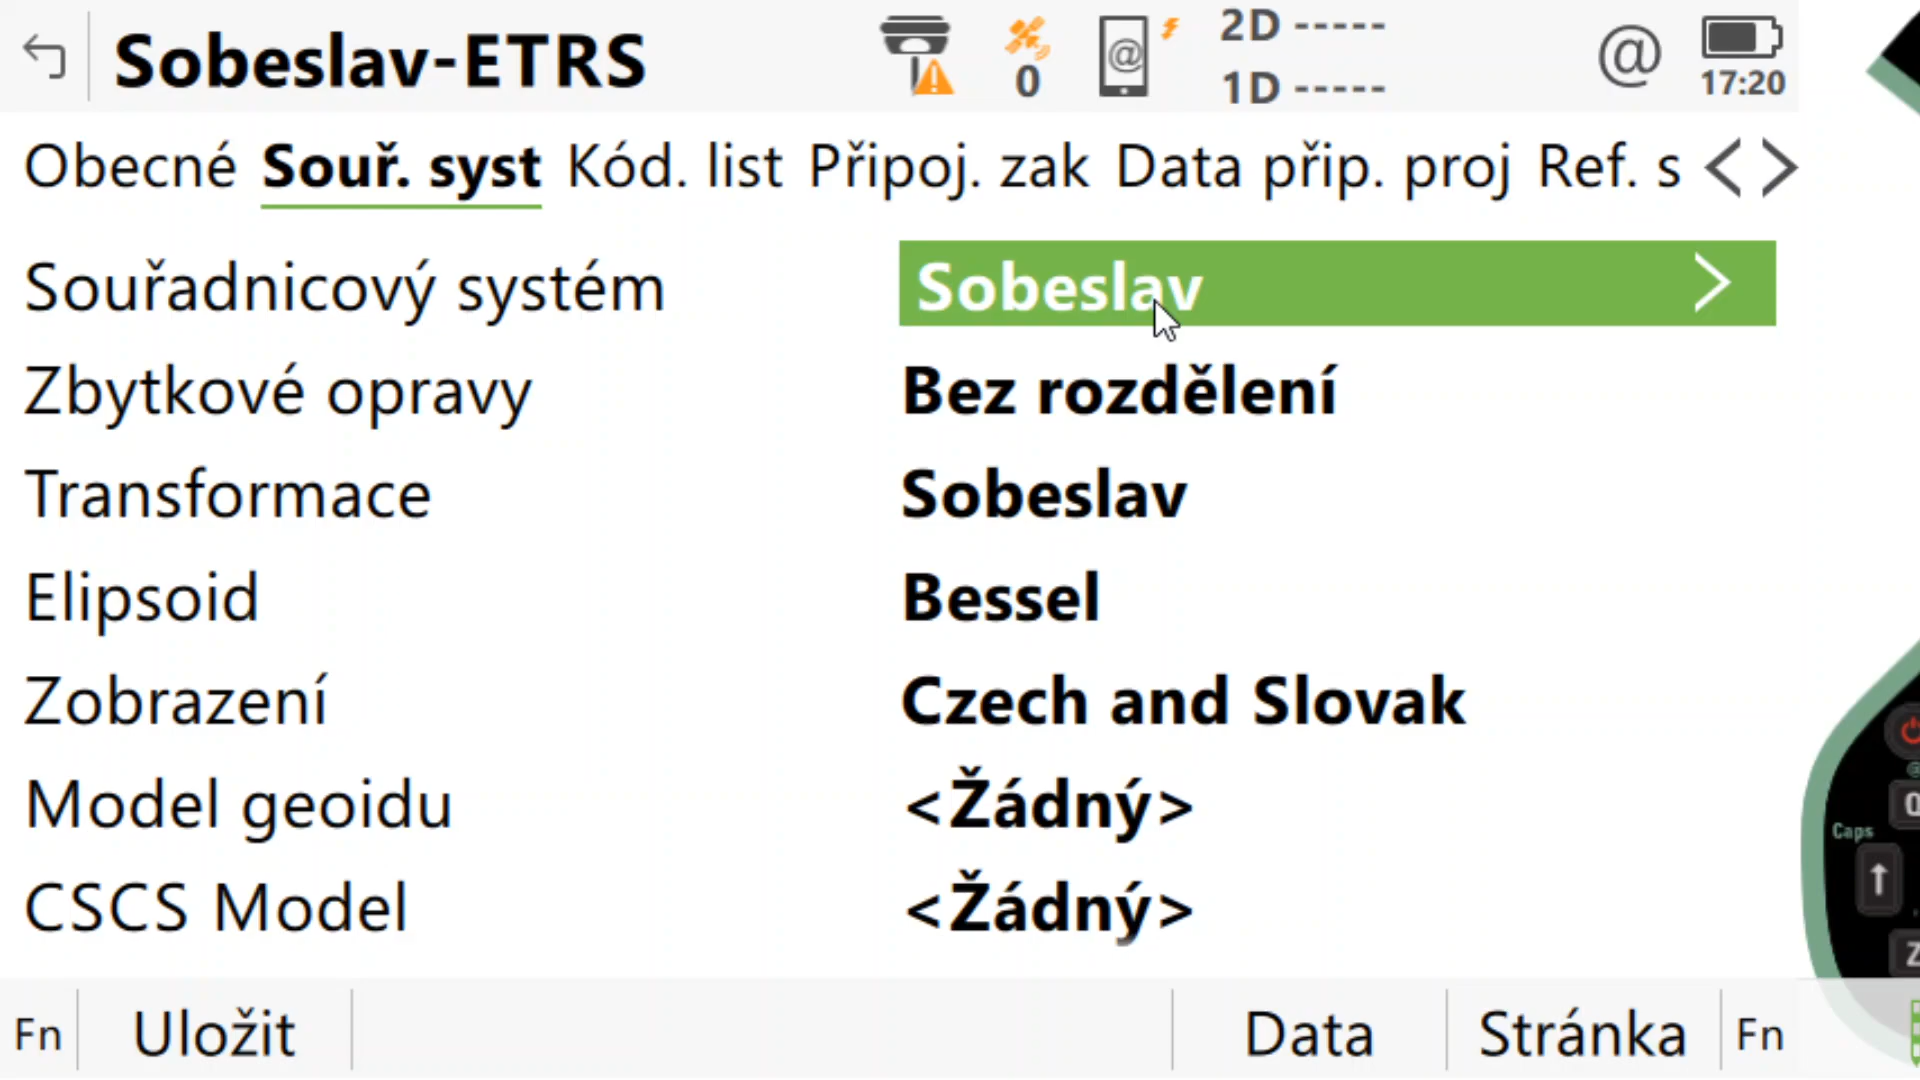 Sobeslav-ETRS
0
@
2D -----
1D -----
@
17:20
Obecné Souř. syst Kód. list Připoj. zak Data přip. proj Ref. s
Souřadnicový systém Sobeslav
Zbytkové opravy Bez rozdělení
Transformace Sobeslav
Elipsoid Bessel
Zobrazení Czech and Slovak
Model geoidu <Žádný>
CSCS Model <Žádný>
Caps
Fn Uložit Data Stránka Fn